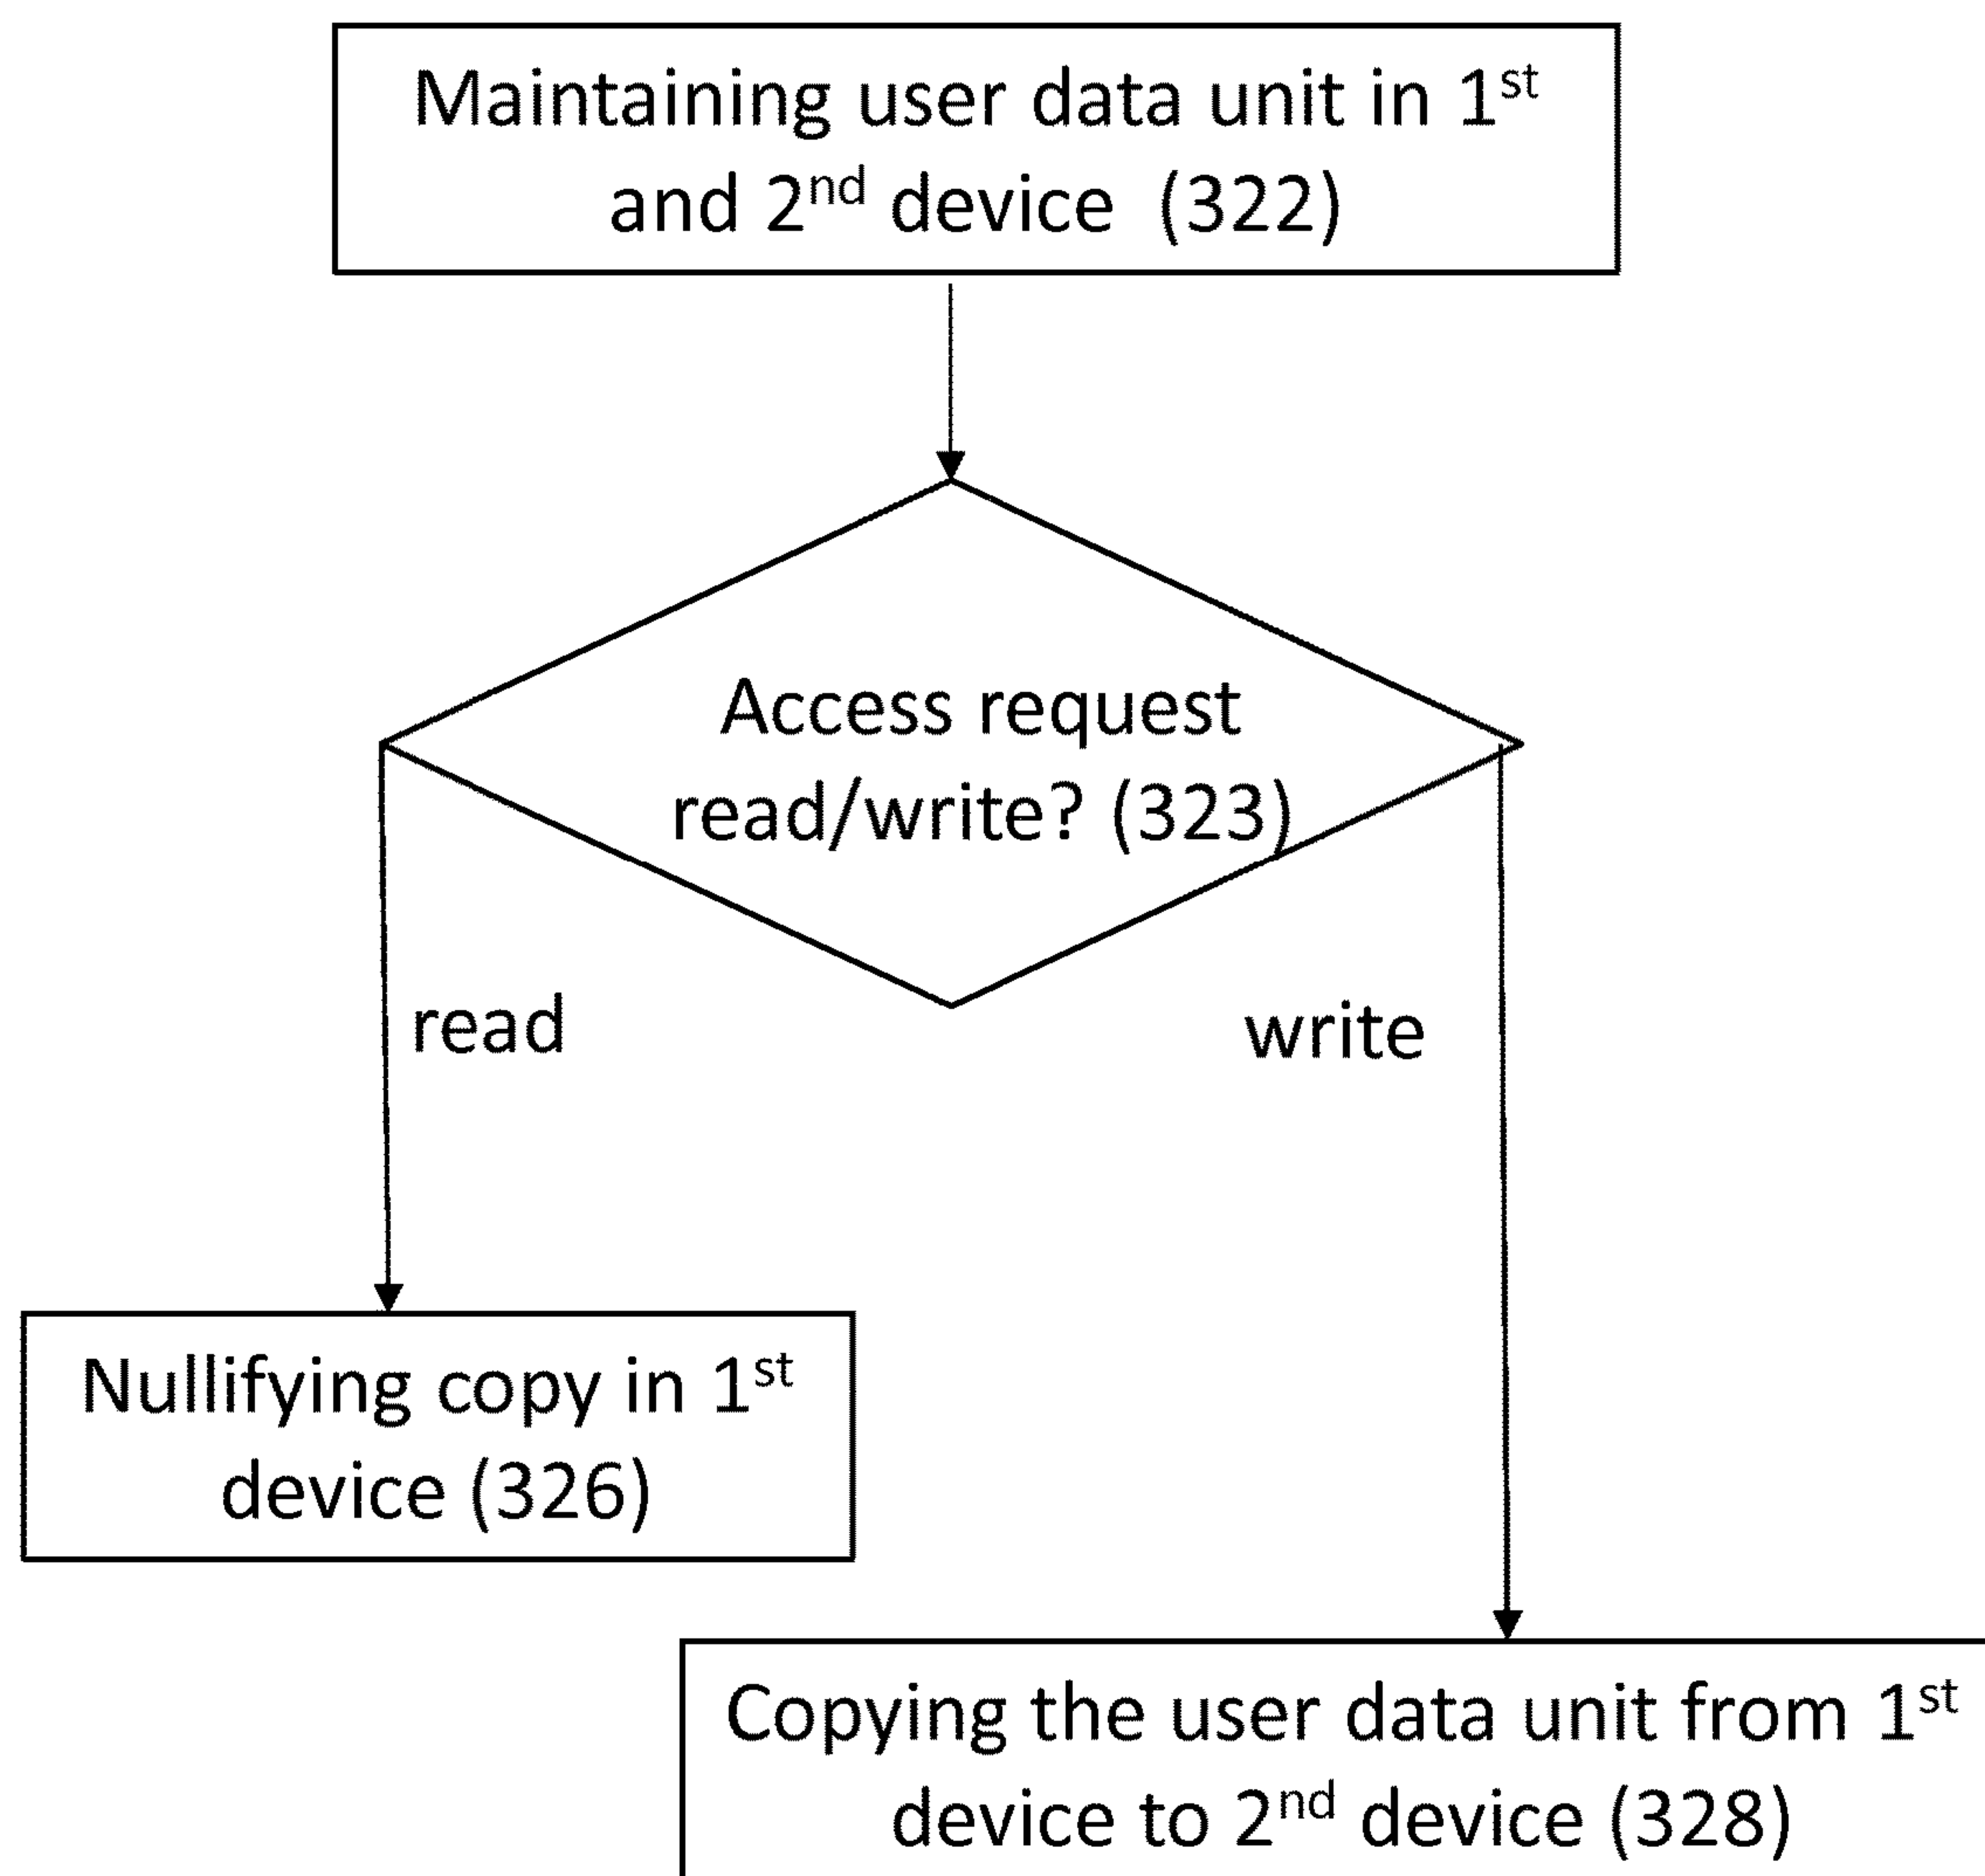 Maintaining user data unit in 1st
and 2nd device (322)
Access request
read/write? (323)
read
write
Nullifying copy in 1st
device (326)
Copying the user data unit from 1st
device to 2nd device (328)